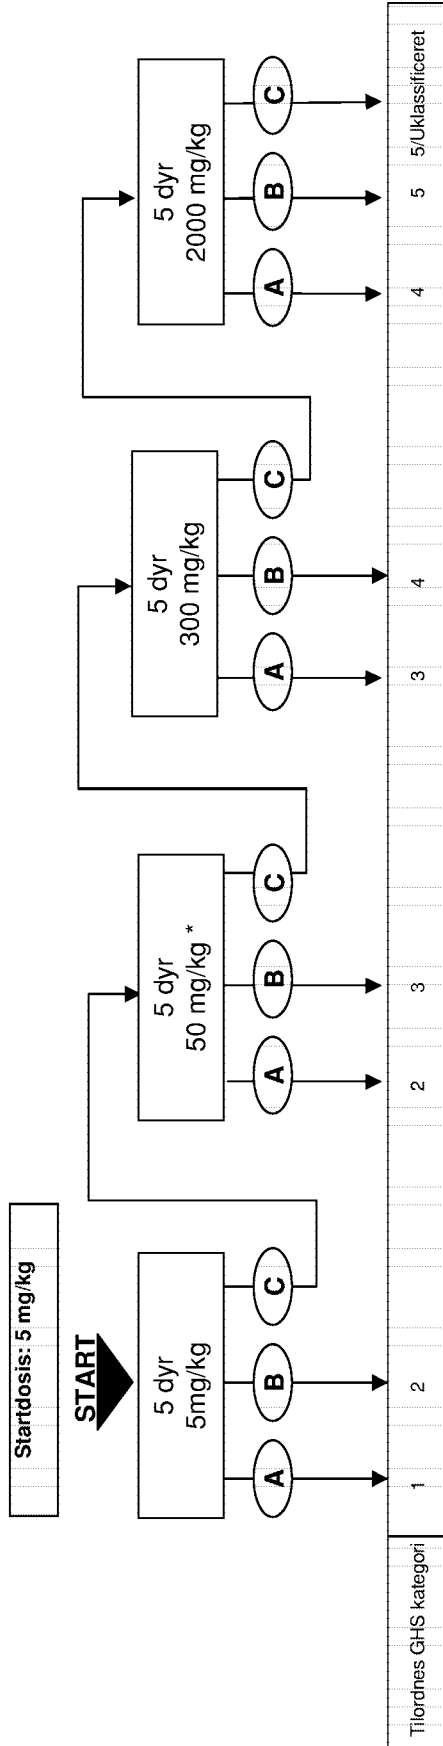 Startdosis: 5 mg/kg
START
5 dyr
5mg/kg
A
B
C
5 dyr
50 mg/kg *
A
B
C
5 dyr
300 mg/kg
A
B
C
5 dyr
2000 mg/kg
A
B
C
Tilordnes GHS kategori
1
2
2
3
3
4
4
5
5/Uklassificeret